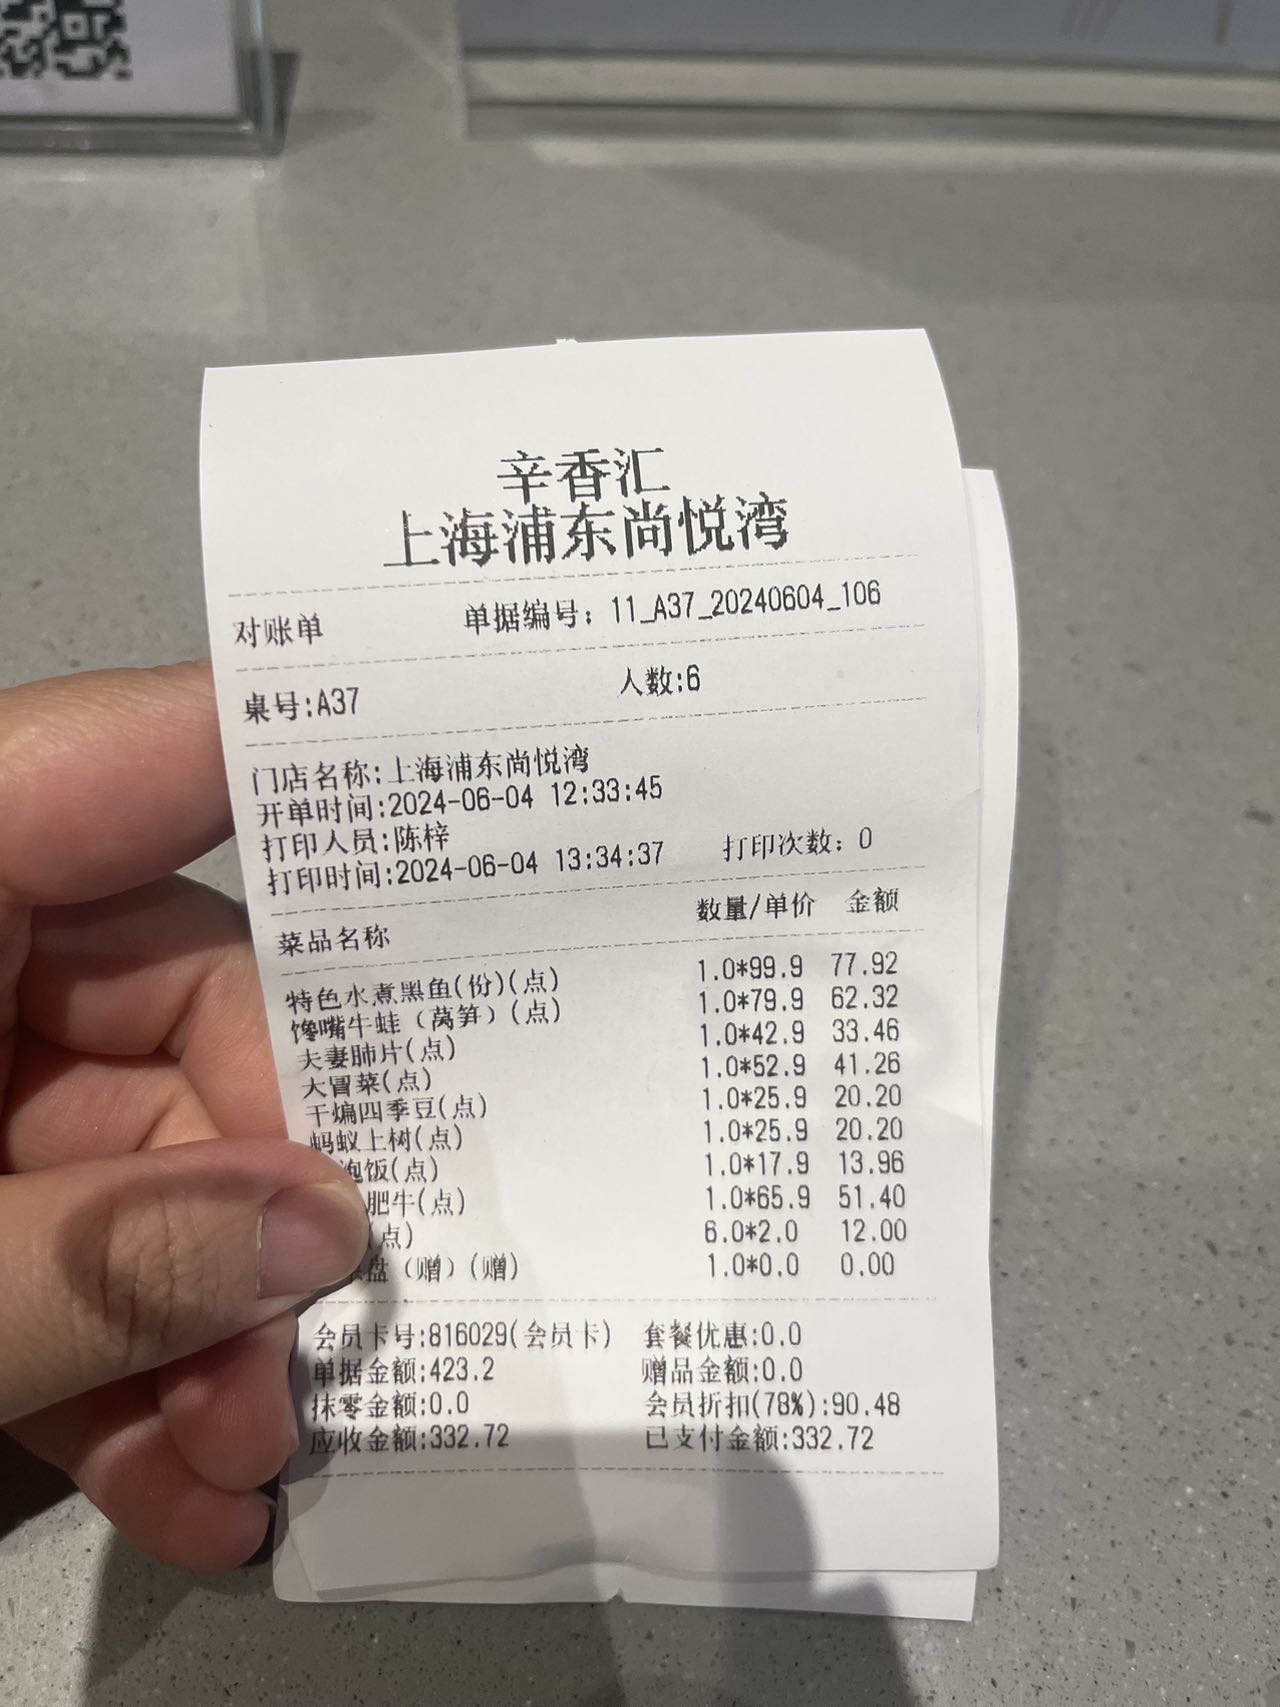 辛香汇
上海浦东尚悦湾
对账单 单据编号：11_A37_20240604_106
桌号:A37 人数:6
门店名称:上海浦东尚悦湾
开单时间:2024-06-04 12:33:45
打印人员:陈梓
打印时间:2024-06-04 13:34:37 打印次数：0
菜品名称 数量/单价 金额
特色水煮黑鱼(份)(点) 1.0*99.9 77.92
馋嘴牛蛙（莴笋）(点) 1.0*79.9 62.32
夫妻肺片(点) 1.0*42.9 33.46
大冒菜(点) 1.0*52.9 41.26
干煸四季豆(点) 1.0*25.9 20.20
蚂蚁上树(点) 1.0*25.9 20.20
泡饭(点) 1.0*17.9 13.96
肥牛(点) 1.0*65.9 51.40
(点) 6.0*2.0 12.00
盘（赠）(赠) 1.0*0.0 0.00
会员卡号:816029(会员卡) 套餐优惠:0.0
单据金额:423.2 赠品金额:0.0
抹零金额:0.0 会员折扣(78%):90.48
应收金额:332.72 已支付金额:332.72